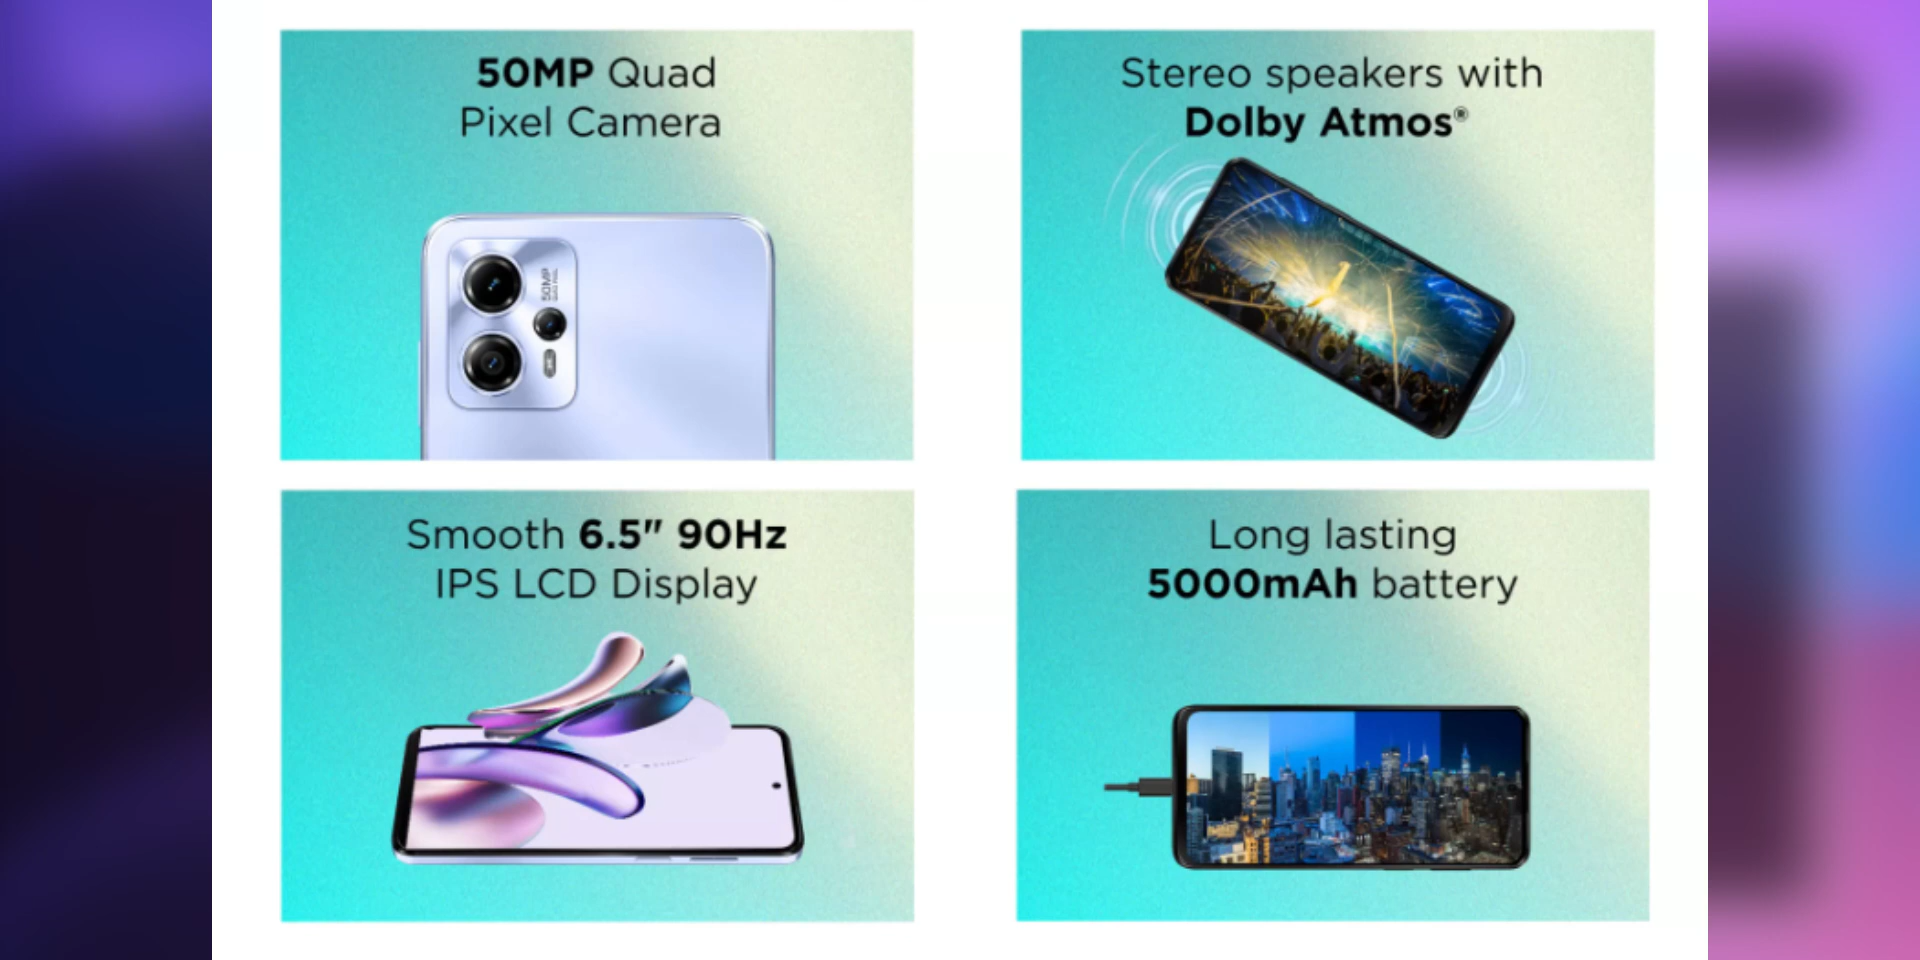 50MP Quad
Pixel Camera
50MP
Stereo speakers with
Dolby Atmos®
Smooth 6.5" 90Hz
IPS LCD Display
Long lasting
5000mAh battery